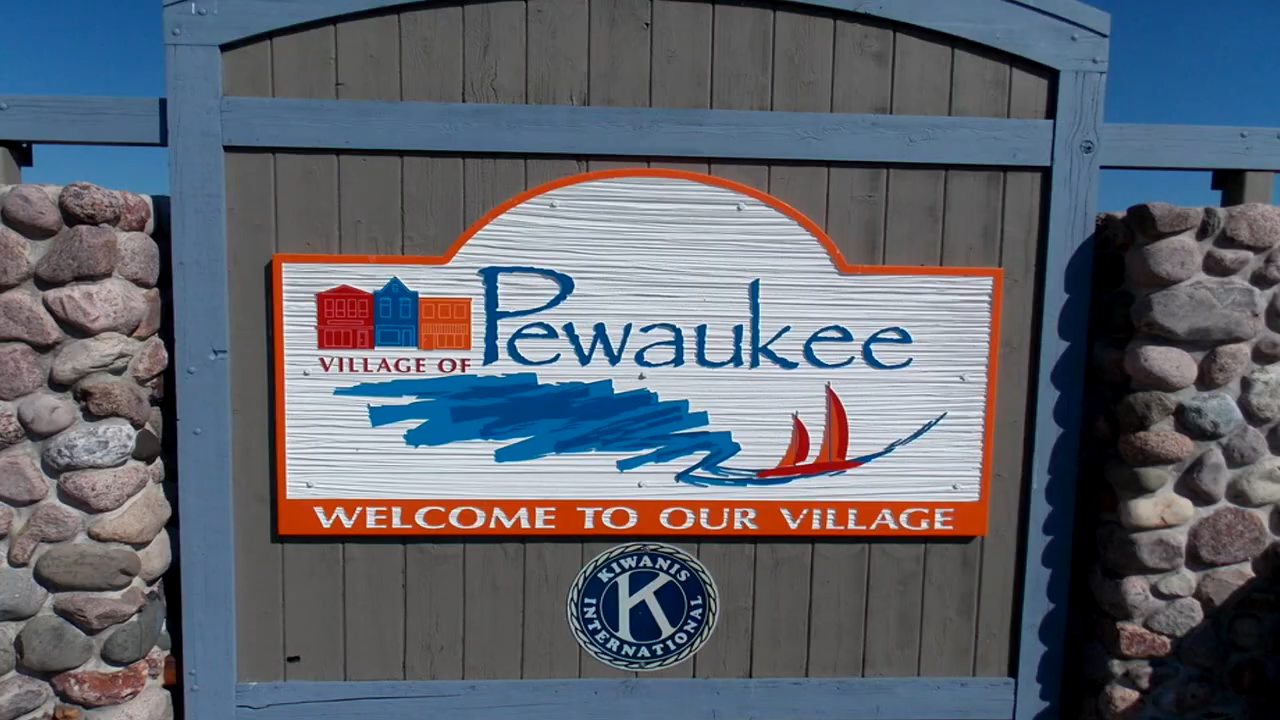 Pewaukee
VILLAGE OF
WELCOME TO OUR VILLAGE
KIWANIS
K
INTERNATIONAL